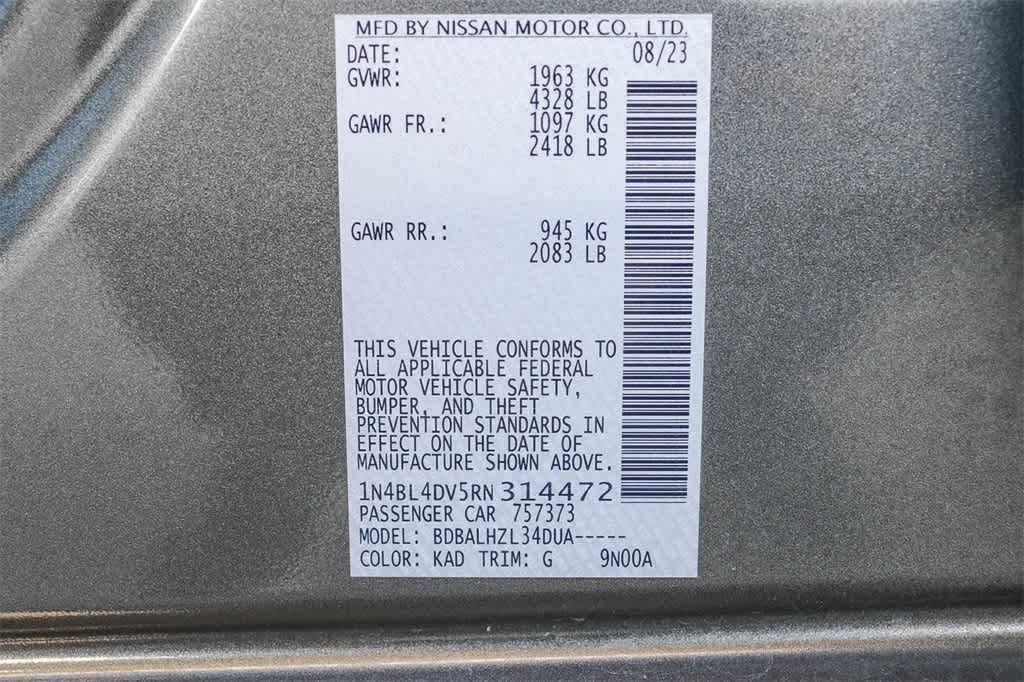 MFD BY NISSAN MOTOR CO., LTD.
DATE: 08/23
GVWR: 1963 KG
4328 LB
GAWR FR.: 1097 KG
2418 LB
GAWR RR.: 945 KG
2083 LB
THIS VEHICLE CONFORMS TO
ALL APPLICABLE FEDERAL
MOTOR VEHICLE SAFETY,
BUMPER, AND THEFT
PREVENTION STANDARDS IN
EFFECT ON THE DATE OF
MANUFACTURE SHOWN ABOVE.
1N4BL4DV5RN 314472
PASSENGER CAR 757373
MODEL: BDBALHZL34DUA-----
COLOR: KAD TRIM: G 9N00A